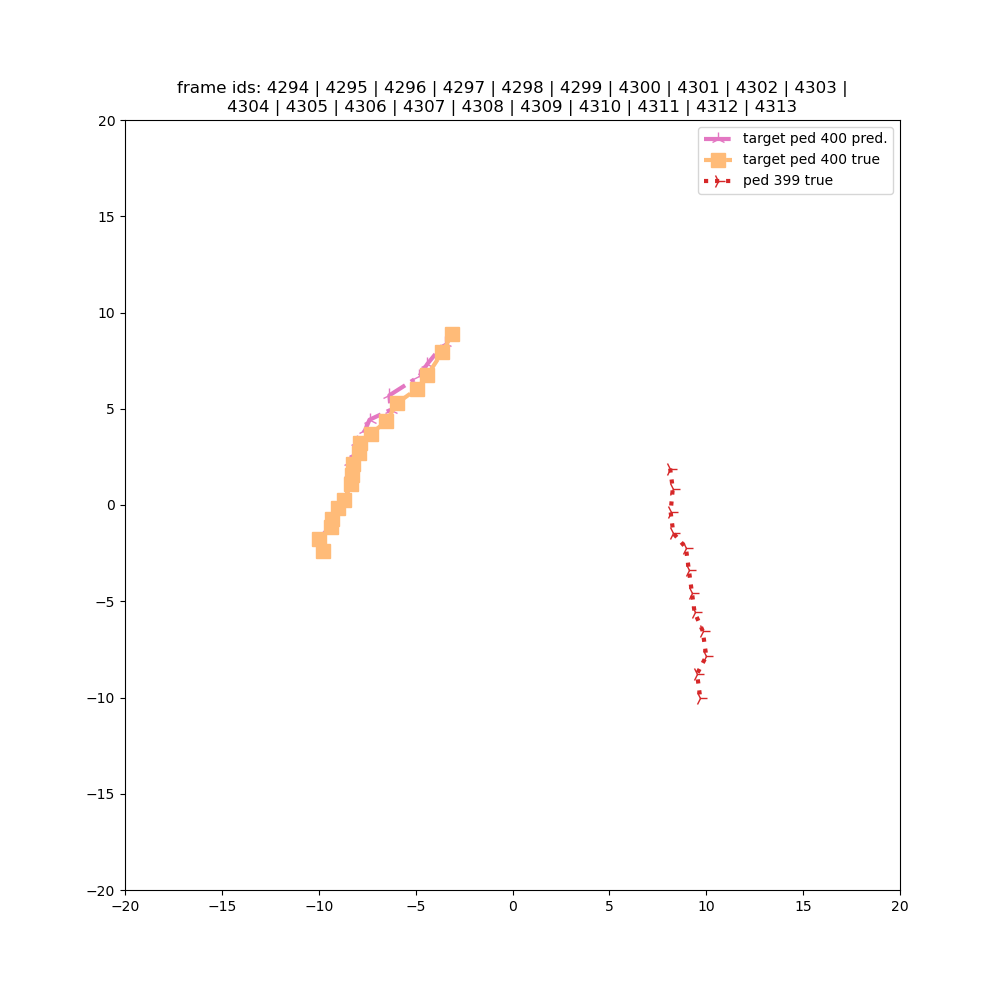 frame ids: 4294 | 4295 | 4296 | 4297 | 4298 | 4299 | 4300 | 4301 | 4302 | 4303 |
4304 | 4305 | 4306 | 4307 | 4308 | 4309 | 4310 | 4311 | 4312 | 4313
target ped 400 pred.
target ped 400 true
ped 399 true
20
15
10
5
0
−5
−10
−15
−20
−20 −15 −10 −5 0 5 10 15 20